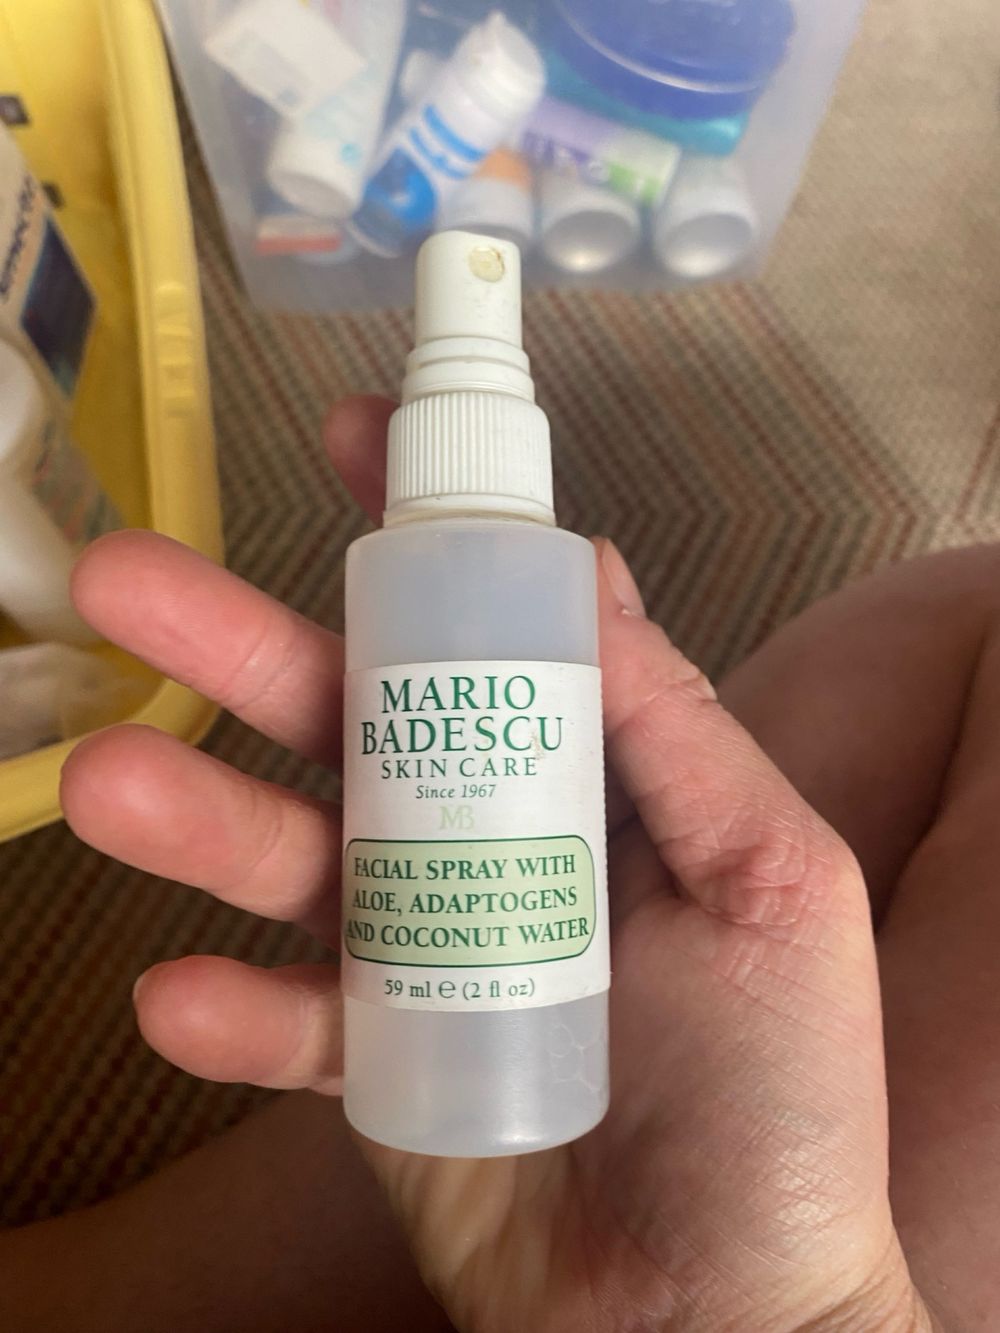 MARIO
BADESCU
SKIN CARE
Since 1967
MB
FACIAL SPRAY WITH
ALOE, ADAPTOGENS
AND COCONUT WATER
59 ml ℮ (2 fl oz)